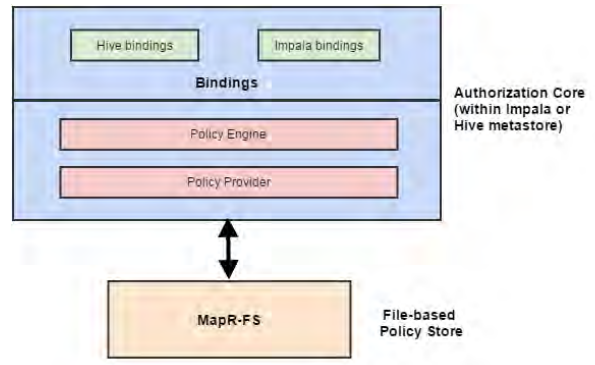 Hive bindings
Impala bindings
Bindings
Authorization Core
(within Impala or
Hive metastore)
Policy Engine
Policy Provider
MapR-FS
File-based
Policy Store